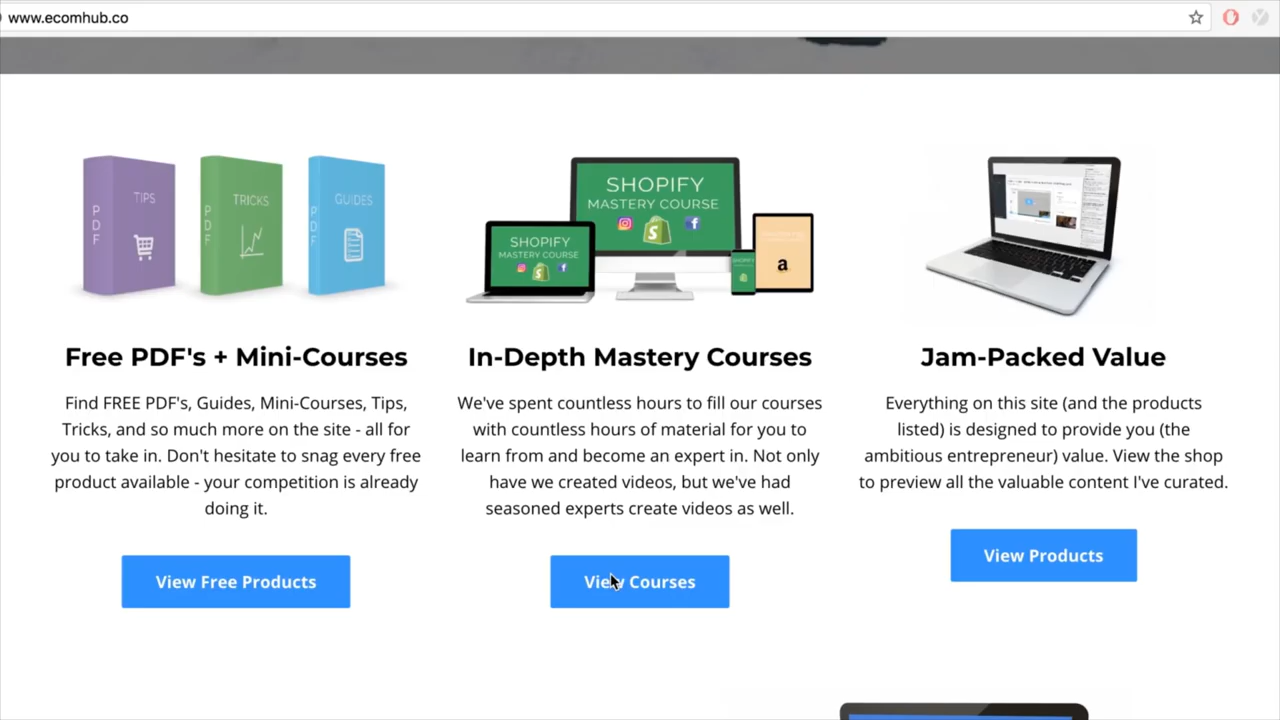 www.ecomhub.co
PDF
TIPS
PDF
TRICKS
PDF
GUIDES
SHOPIFY
MASTERY COURSE
SHOPIFY
MASTERY COURSE
SHOPIFY
a
Free PDF's + Mini-Courses
Find FREE PDF's, Guides, Mini-Courses, Tips,
Tricks, and so much more on the site - all for
you to take in. Don't hesitate to snag every free
product available - your competition is already
doing it.
View Free Products
In-Depth Mastery Courses
We've spent countless hours to fill our courses
with countless hours of material for you to
learn from and become an expert in. Not only
have we created videos, but we've had
seasoned experts create videos as well.
View Courses
Jam-Packed Value
Everything on this site (and the products
listed) is designed to provide you (the
ambitious entrepreneur) value. View the shop
to preview all the valuable content I've curated.
View Products